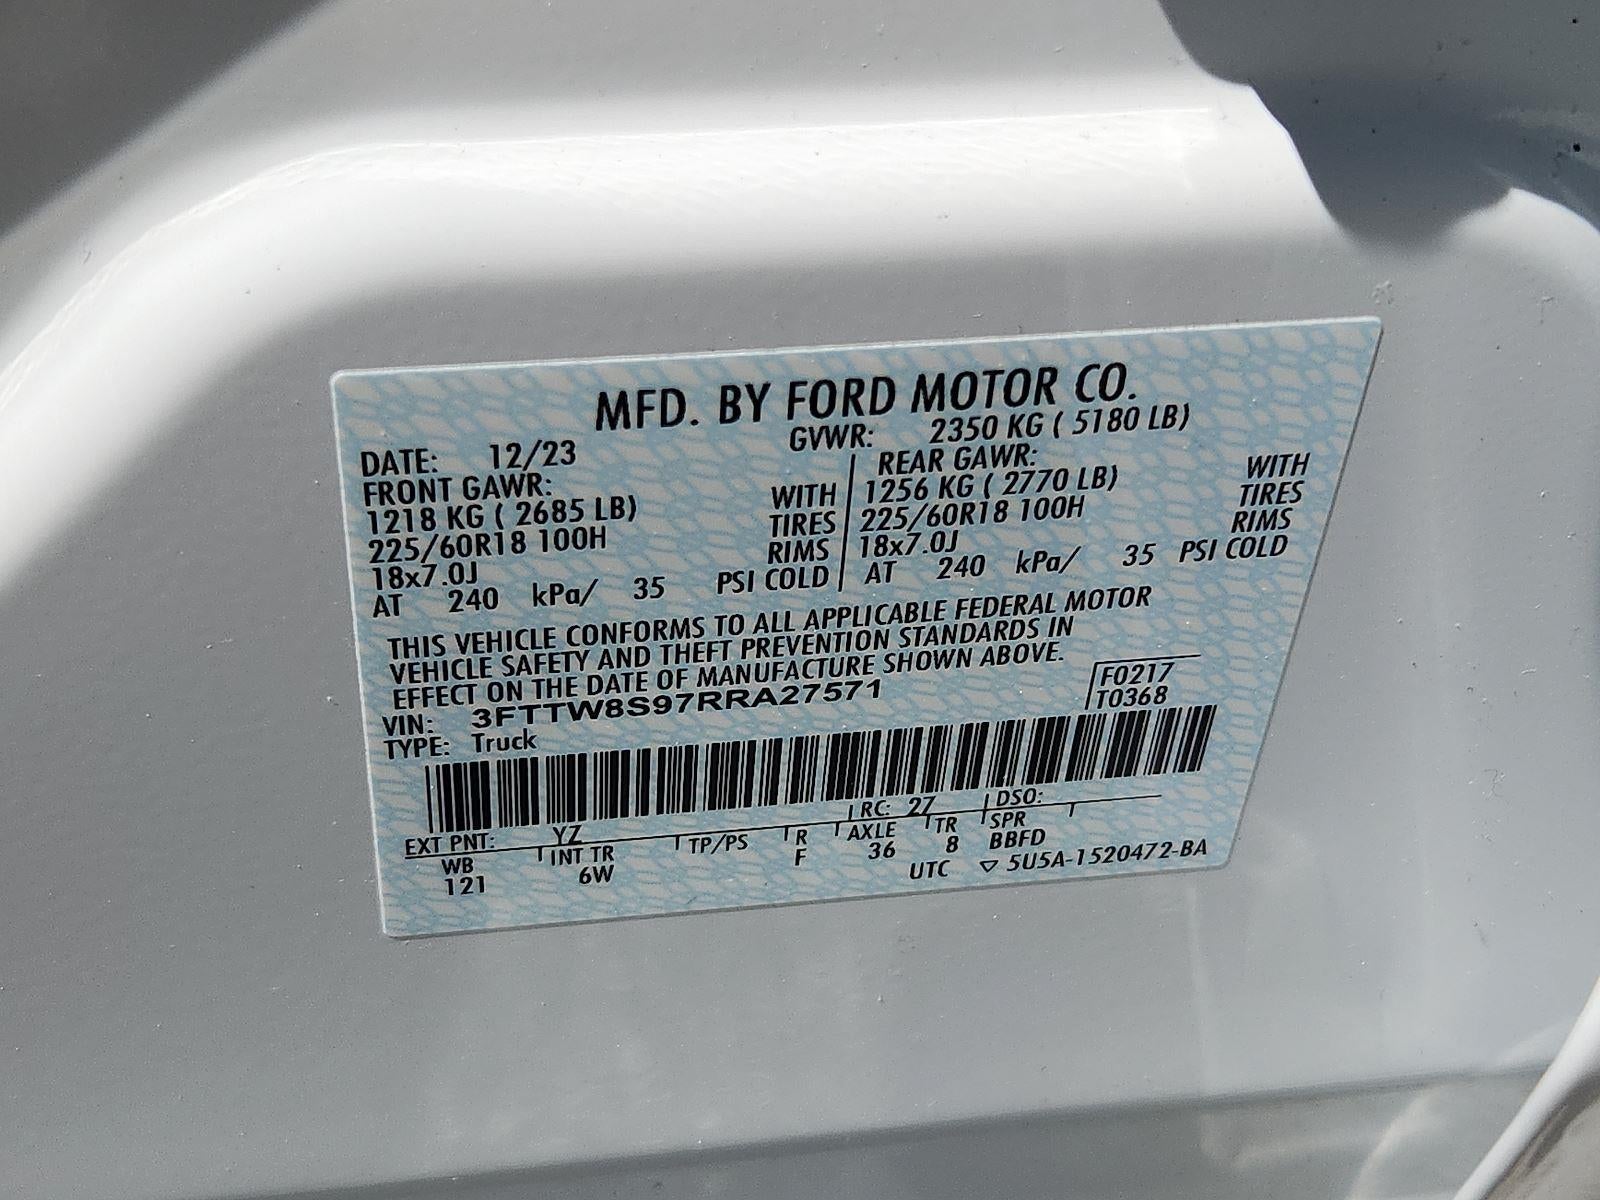 MFD. BY FORD MOTOR CO.
DATE: 12/23 GVWR: 2350 KG ( 5180 LB)
FRONT GAWR: REAR GAWR:
1218 KG ( 2685 LB) WITH 1256 KG ( 2770 LB) WITH
225/60R18 100H TIRES 225/60R18 100H TIRES
18x7.0J RIMS 18x7.0J RIMS
AT 240 kPa/ 35 PSI COLD AT 240 kPa/ 35 PSI COLD
THIS VEHICLE CONFORMS TO ALL APPLICABLE FEDERAL MOTOR
VEHICLE SAFETY AND THEFT PREVENTION STANDARDS IN
EFFECT ON THE DATE OF MANUFACTURE SHOWN ABOVE.
VIN: 3FTTW8S97RRA27571 F0217
TYPE: Truck T0368
EXT PNT: YZ RC: 27 DSO:
WB INT TR TP/PS R AXLE TR SPR
121 6W F 36 8 BBFD
UTC ▽ 5U5A-1520472-BA